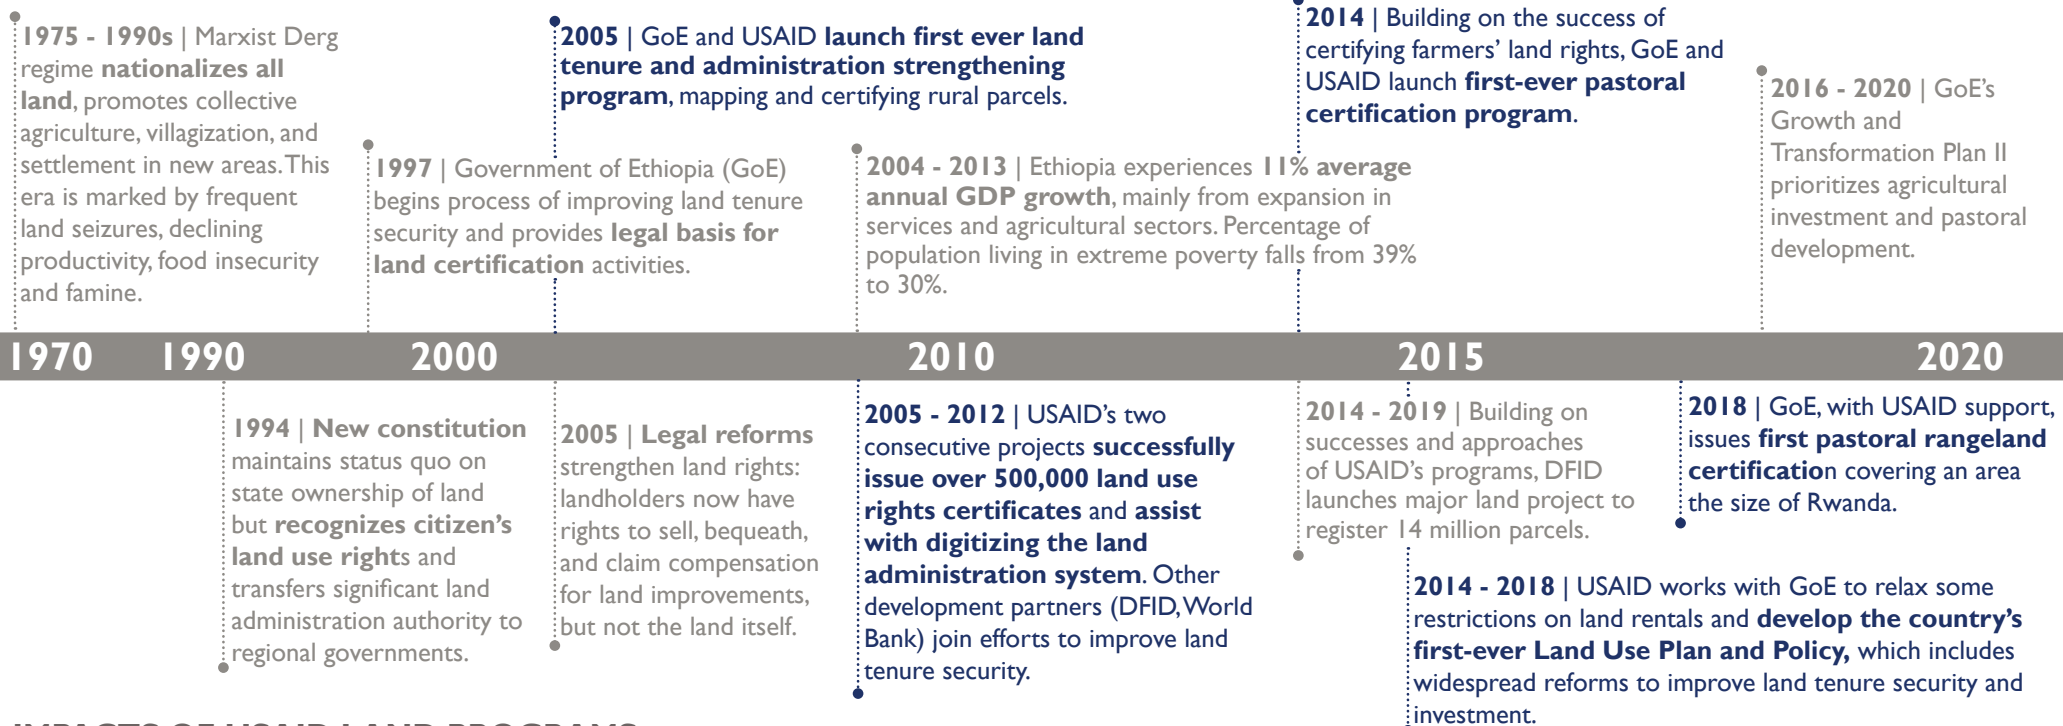 1975 - 1990s | Marxist Derg
regime nationalizes all
land, promotes collective
agriculture, villagization, and
settlement in new areas. This
era is marked by frequent
land seizures, declining
productivity, food insecurity
and famine.
1997 | Government of Ethiopia (GoE)
begins process of improving land tenure
security and provides legal basis for
land certification activities.
2005 | GoE and USAID launch first ever land
tenure and administration strengthening
program, mapping and certifying rural parcels.
2004 - 2013 | Ethiopia experiences 11% average
annual GDP growth, mainly from expansion in
services and agricultural sectors. Percentage of
population living in extreme poverty falls from 39%
to 30%.
2014 | Building on the success of
certifying farmers' land rights, GoE and
USAID launch first-ever pastoral
certification program.
2016 - 2020 | GoE's
Growth and
Transformation Plan II
prioritizes agricultural
investment and pastoral
development.
1970 1990 2000 2010 2015 2020
1994 | New constitution
maintains status quo on
state ownership of land
but recognizes citizen's
land use rights and
transfers significant land
administration authority to
regional governments.
2005 | Legal reforms
strengthen land rights:
landholders now have
rights to sell, bequeath,
and claim compensation
for land improvements,
but not the land itself.
2005 - 2012 | USAID's two
consecutive projects successfully
issue over 500,000 land use
rights certificates and assist
with digitizing the land
administration system. Other
development partners (DFID, World
Bank) join efforts to improve land
tenure security.
2014 - 2019 | Building on
successes and approaches
of USAID's programs, DFID
launches major land project to
register 14 million parcels.
2018 | GoE, with USAID support,
issues first pastoral rangeland
certification covering an area
the size of Rwanda.
2014 - 2018 | USAID works with GoE to relax some
restrictions on land rentals and develop the country's
first-ever Land Use Plan and Policy, which includes
widespread reforms to improve land tenure security and
investment.
IMPACTS OF USAID LAND PROGRAMS